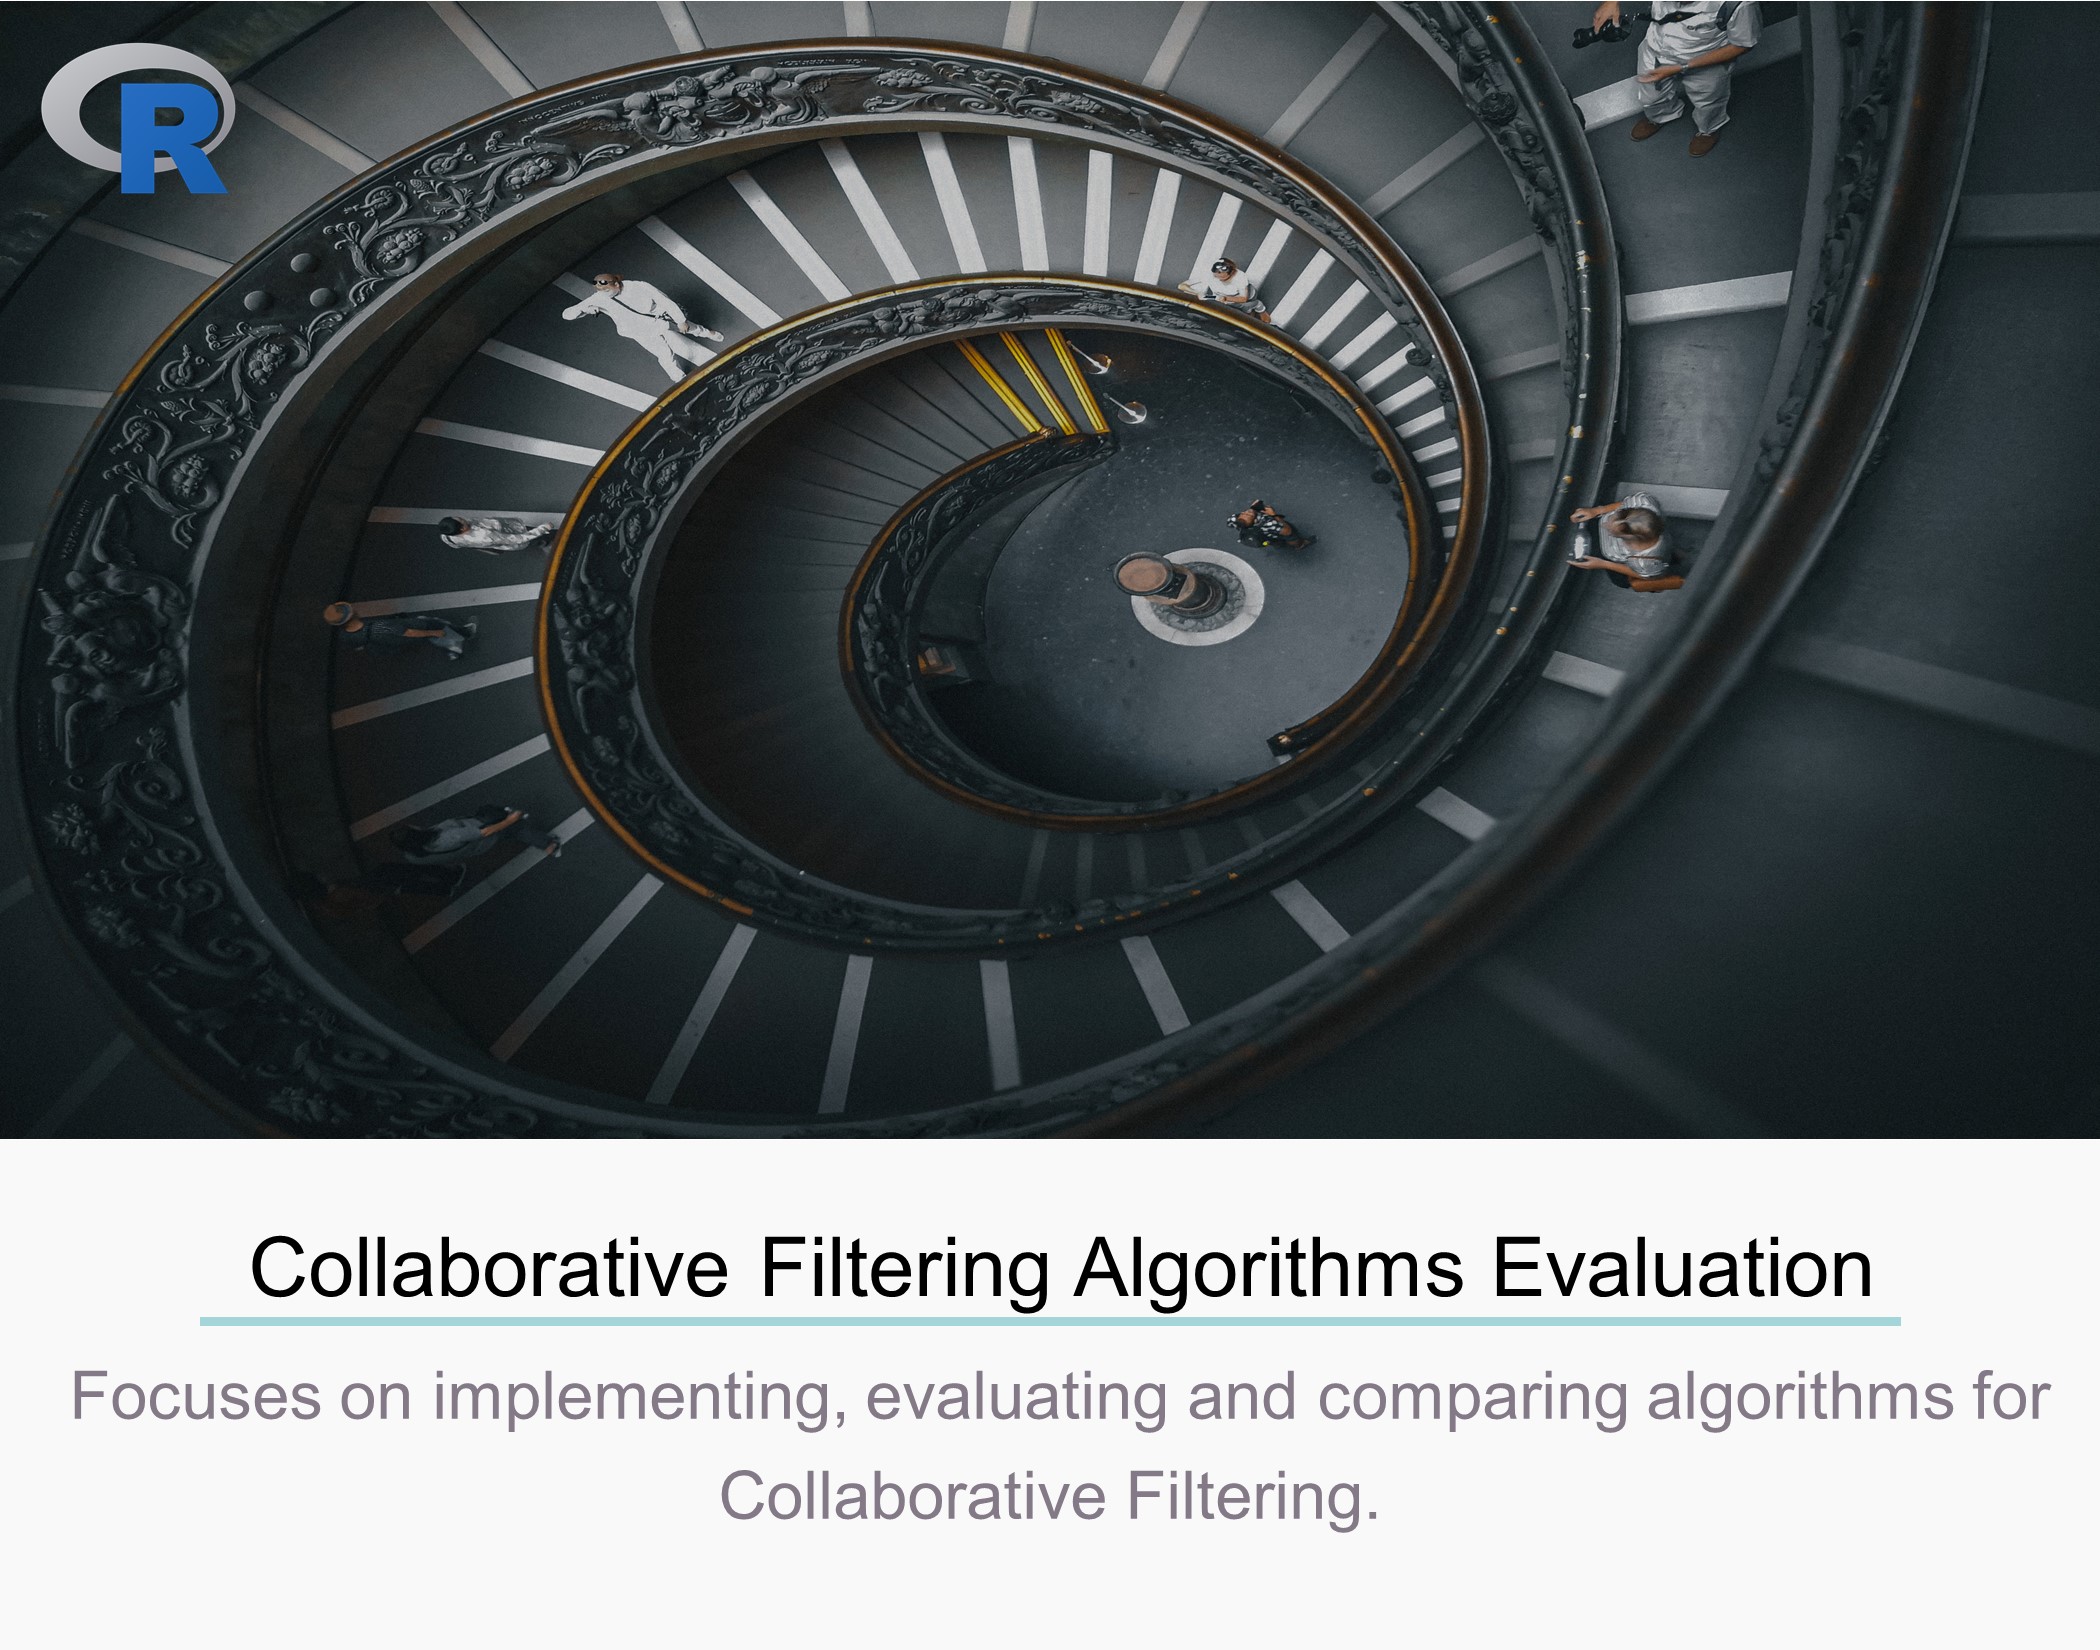 R
Collaborative Filtering Algorithms Evaluation
Focuses on implementing, evaluating and comparing algorithms for
Collaborative Filtering.